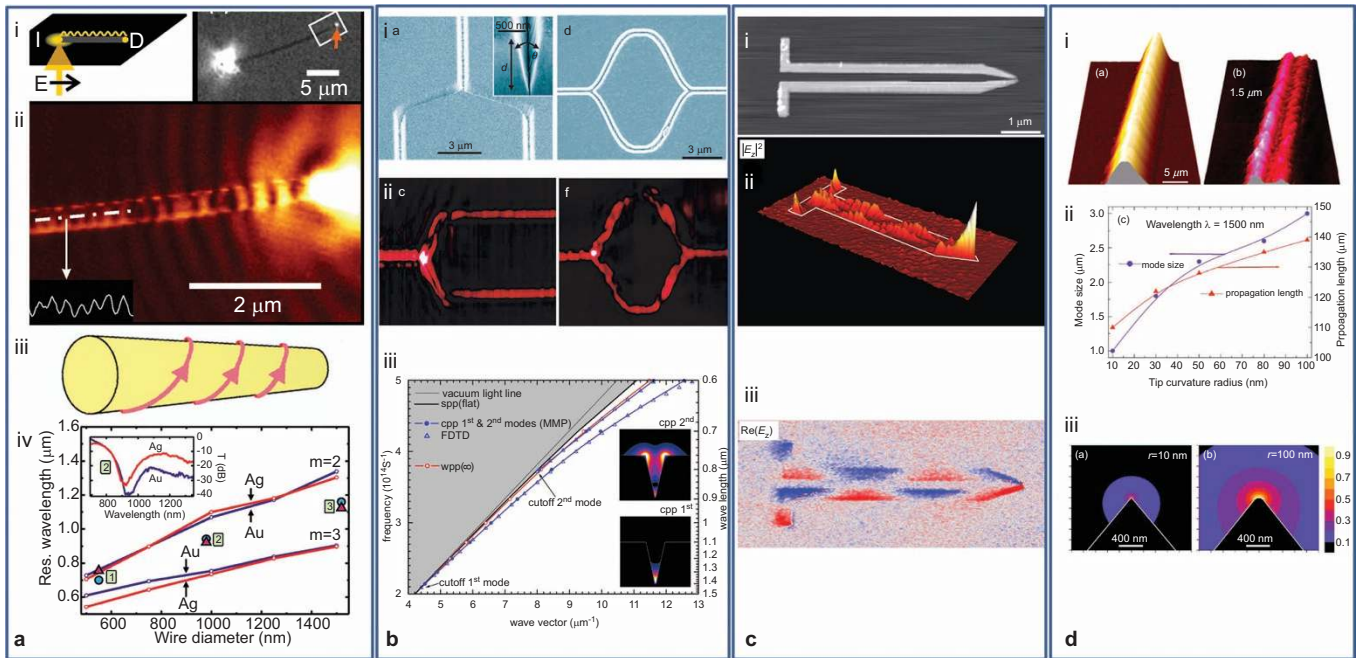 i
I
D
E
5 μm
ii
2 μm
iii
iv
1.6
1.4
1.2
1.0
0.8
0.6
Res. wavelength (μm)
0
-10
-20
-30
-40
T (dB)
Ag
Au
2
800 1000 1200
Wavelength (nm)
m=2
Ag
Au
3
2
m=3
Au
1
Ag
600 800 1000 1200 1400
Wire diameter (nm)
a
i a
500 nm
d
θ
3 μm
d
3 μm
ii c
f
iii
5
4
3
2
frequency (10¹⁴S⁻¹)
vacuum light line
spp(flat)
cpp 1st & 2nd modes (MMP)
FDTD
wpp(∞)
cpp 2nd
cutoff 2nd mode
cpp 1st
cutoff 1st mode
0.6
0.7
0.8
0.9
1
1.1
1.2
1.3
1.4
1.5
wave length (μm)
4 5 6 7 8 9 10 11 12 13
wave vector (μm⁻¹)
b
i
1 μm
|Ez|2
ii
iii
Re(Ez)
c
i
(a)
5 μm
(b)
1.5 μm
ii
(c) Wavelength λ = 1500 nm
3.0
2.5
2.0
1.5
1.0
Mode size (μm)
mode size
propagation length
150
140
130
120
110
100
Prpoagation length (μm)
10 20 30 40 50 60 70 80 90 100
Tip curvature radius (nm)
iii
(a) r=10 nm
400 nm
(b) r=100 nm
400 nm
0.9
0.7
0.5
0.3
0.1
d